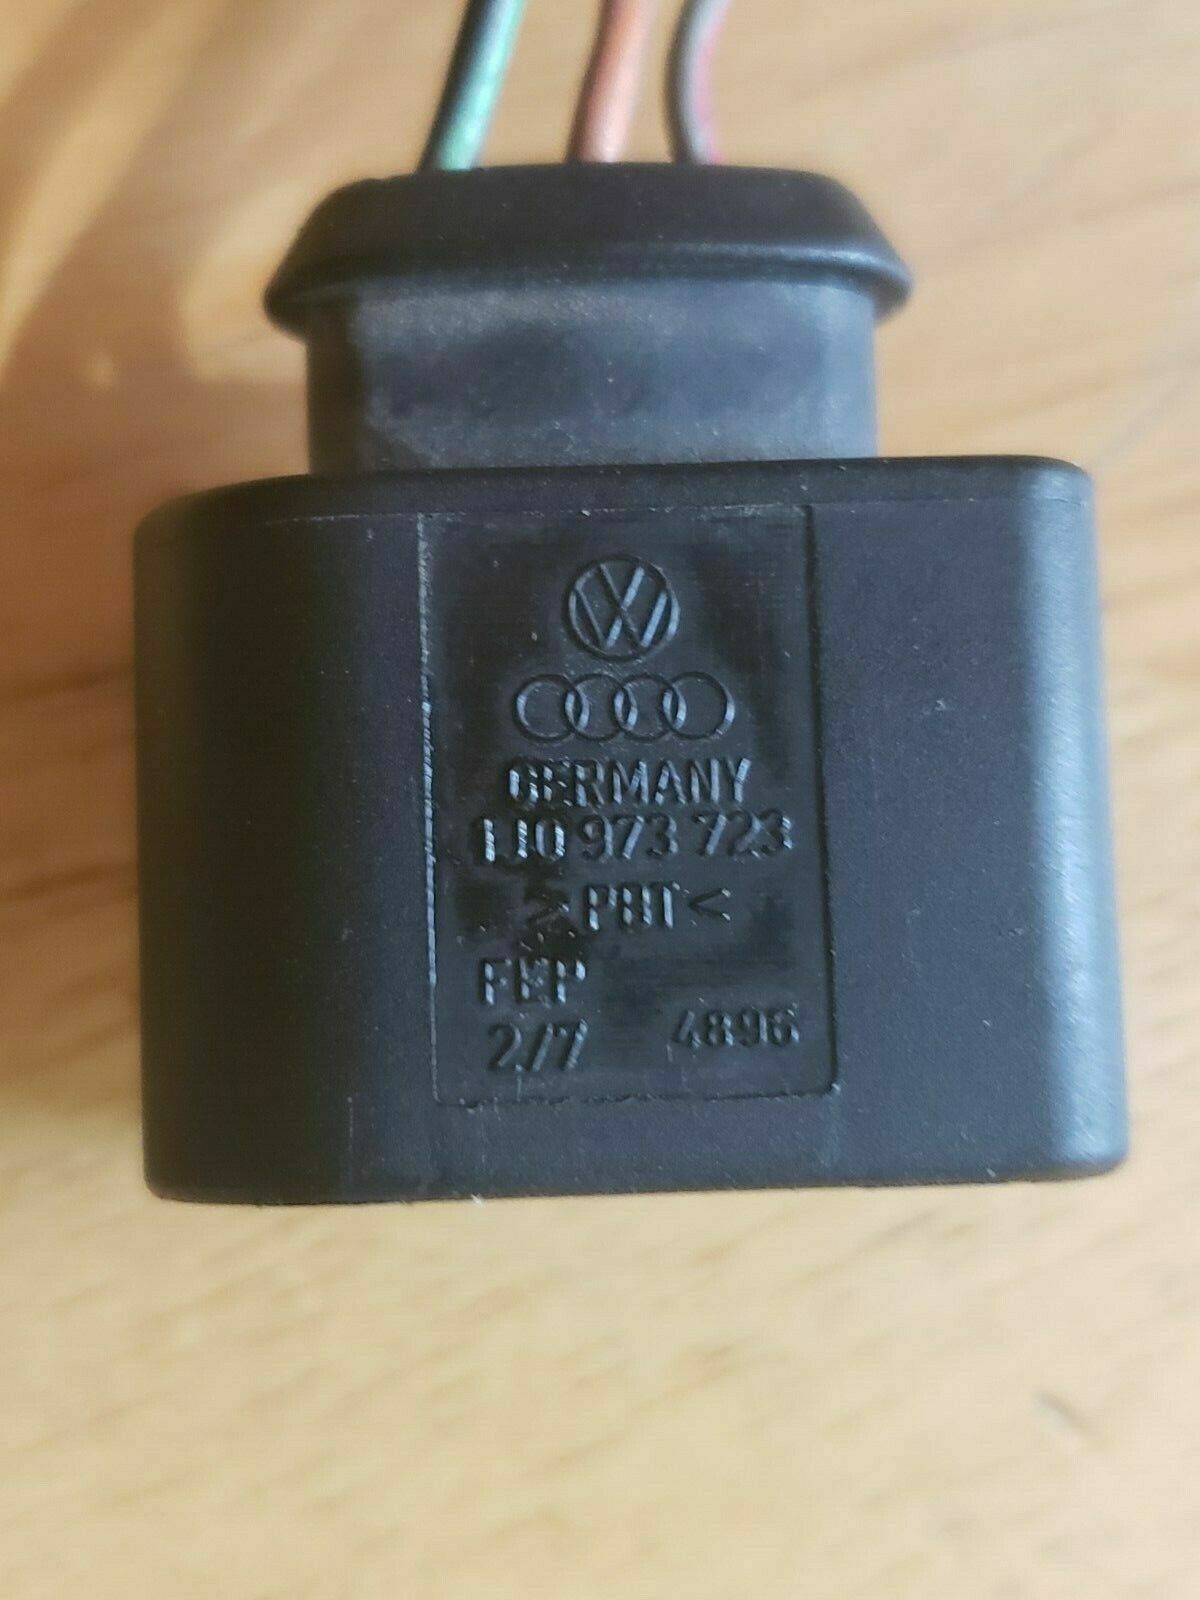 GERMANY
1J0 973 723
>PBT<
FEP
2/7 4896